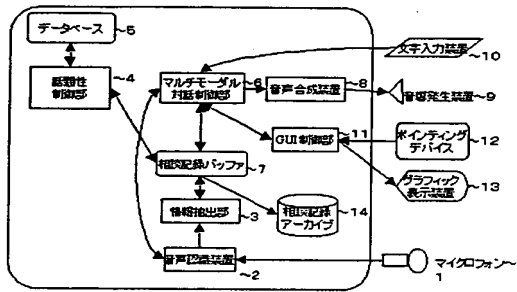 データベース 5
文字入力装置 10
話題性
制御部 4
マルチモーダル
対話制御部 6
音声合成装置 8
音響発生装置 9
GUI制御部 11
ポインティング
デバイス 12
相談記録バッファ 7
グラフィック
表示装置 13
情報抽出部 3
相談記録
アーカイブ 14
音声認識装置 2
マイクロフォン 1